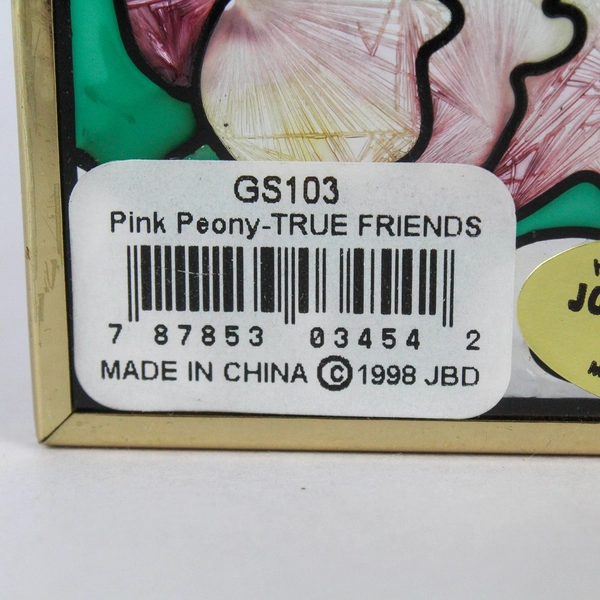 GS103
Pink Peony-TRUE FRIENDS
7 87853 03454 2
MADE IN CHINA © 1998 JBD